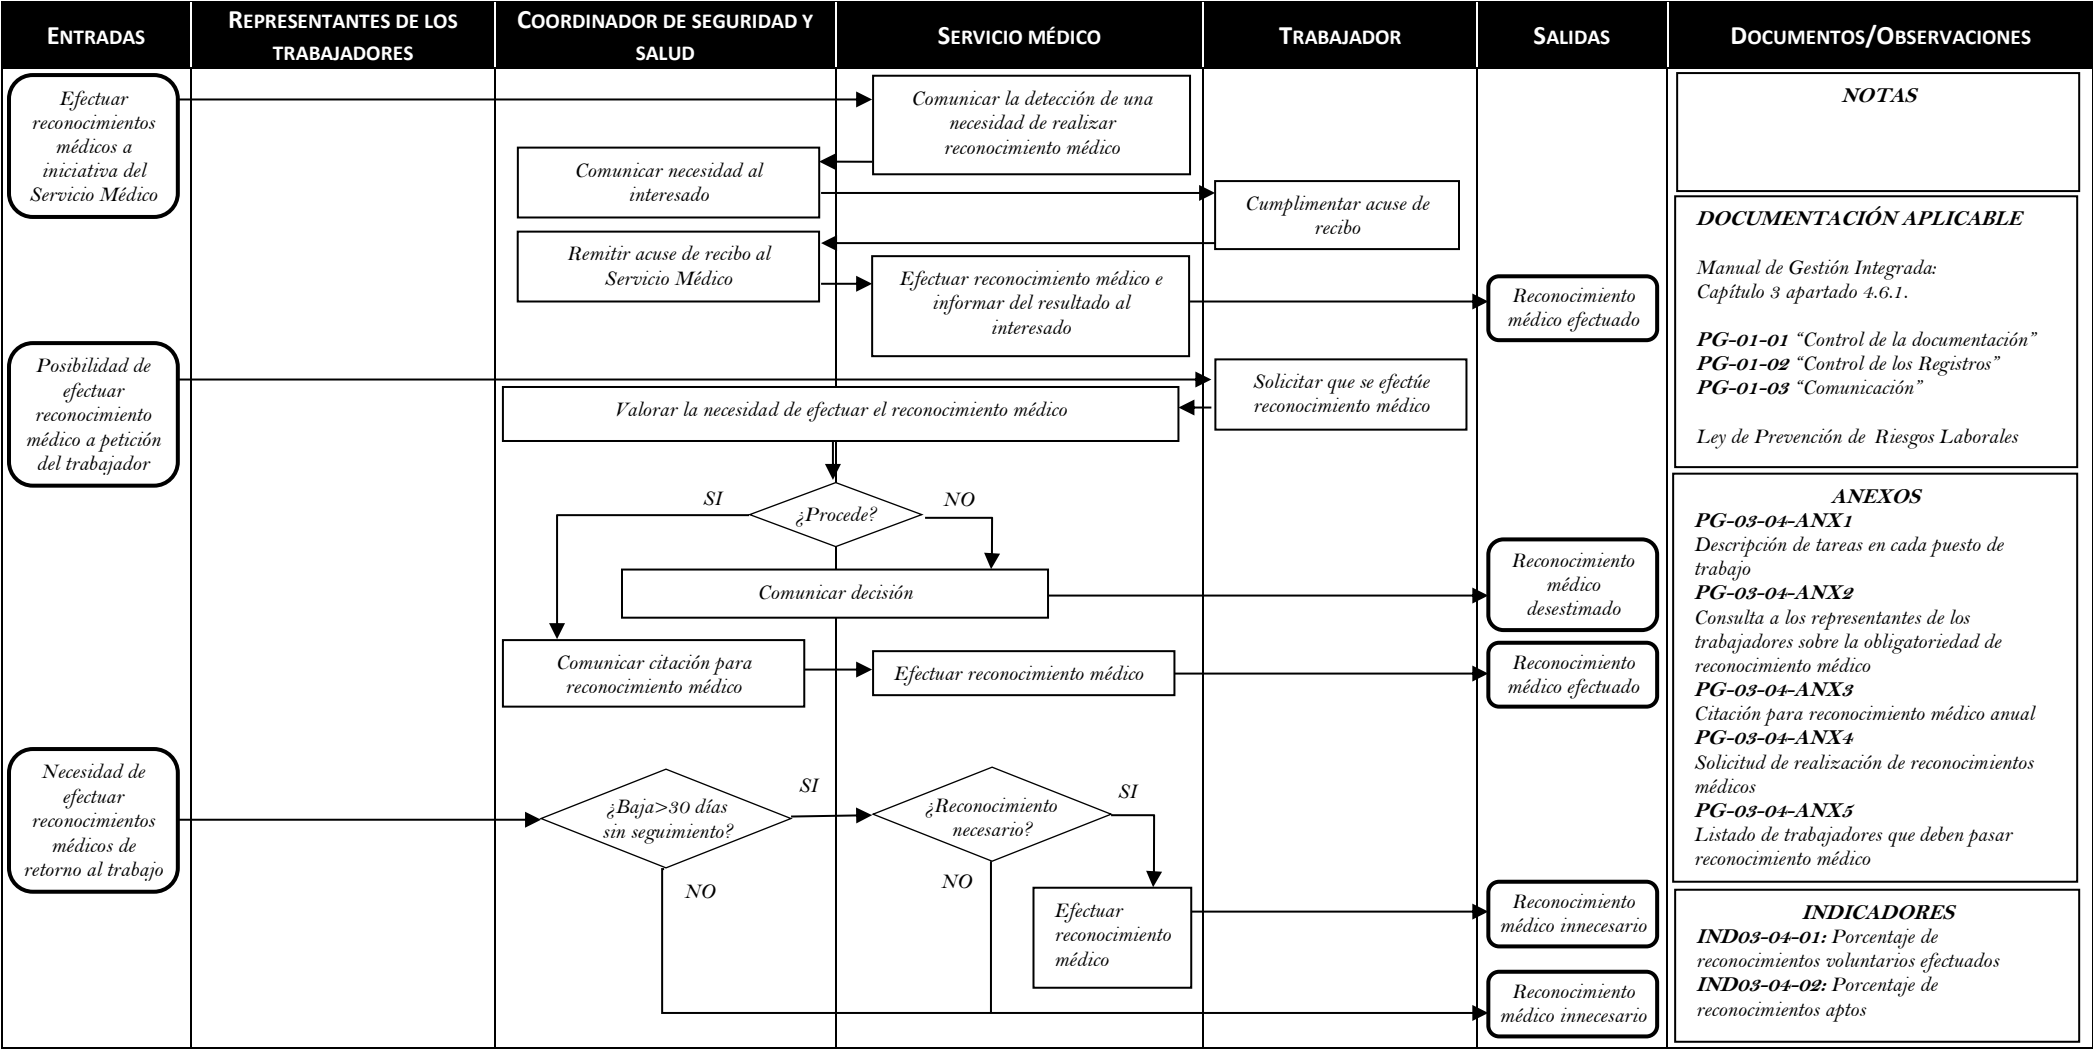 ENTRADAS
REPRESENTANTES DE LOS
TRABAJADORES
COORDINADOR DE SEGURIDAD Y
SALUD
SERVICIO MÉDICO
TRABAJADOR
SALIDAS
DOCUMENTOS/OBSERVACIONES
Efectuar
reconocimientos
médicos a
iniciativa del
Servicio Médico
Comunicar la detección de una
necesidad de realizar
reconocimiento médico
Comunicar necesidad al
interesado
Cumplimentar acuse de
recibo
Remitir acuse de recibo al
Servicio Médico
Efectuar reconocimiento médico e
informar del resultado al
interesado
Reconocimiento
médico efectuado
Posibilidad de
efectuar
reconocimiento
médico a petición
del trabajador
Solicitar que se efectúe
reconocimiento médico
Valorar la necesidad de efectuar el reconocimiento médico
¿Procede?
SI
NO
Comunicar decisión
Reconocimiento
médico
desestimado
Comunicar citación para
reconocimiento médico
Efectuar reconocimiento médico
Reconocimiento
médico efectuado
Necesidad de
efectuar
reconocimientos
médicos de
retorno al trabajo
¿Baja>30 días
sin seguimiento?
SI
NO
¿Reconocimiento
necesario?
SI
NO
Efectuar
reconocimiento
médico
Reconocimiento
médico innecesario
Reconocimiento
médico innecesario
NOTAS
DOCUMENTACIÓN APLICABLE
Manual de Gestión Integrada:
Capítulo 3 apartado 4.6.1.
PG-01-01 “Control de la documentación”
PG-01-02 “Control de los Registros”
PG-01-03 “Comunicación”
Ley de Prevención de Riesgos Laborales
ANEXOS
PG-03-04-ANX1
Descripción de tareas en cada puesto de
trabajo
PG-03-04-ANX2
Consulta a los representantes de los
trabajadores sobre la obligatoriedad de
reconocimiento médico
PG-03-04-ANX3
Citación para reconocimiento médico anual
PG-03-04-ANX4
Solicitud de realización de reconocimientos
médicos
PG-03-04-ANX5
Listado de trabajadores que deben pasar
reconocimiento médico
INDICADORES
IND03-04-01: Porcentaje de
reconocimientos voluntarios efectuados
IND03-04-02: Porcentaje de
reconocimientos aptos